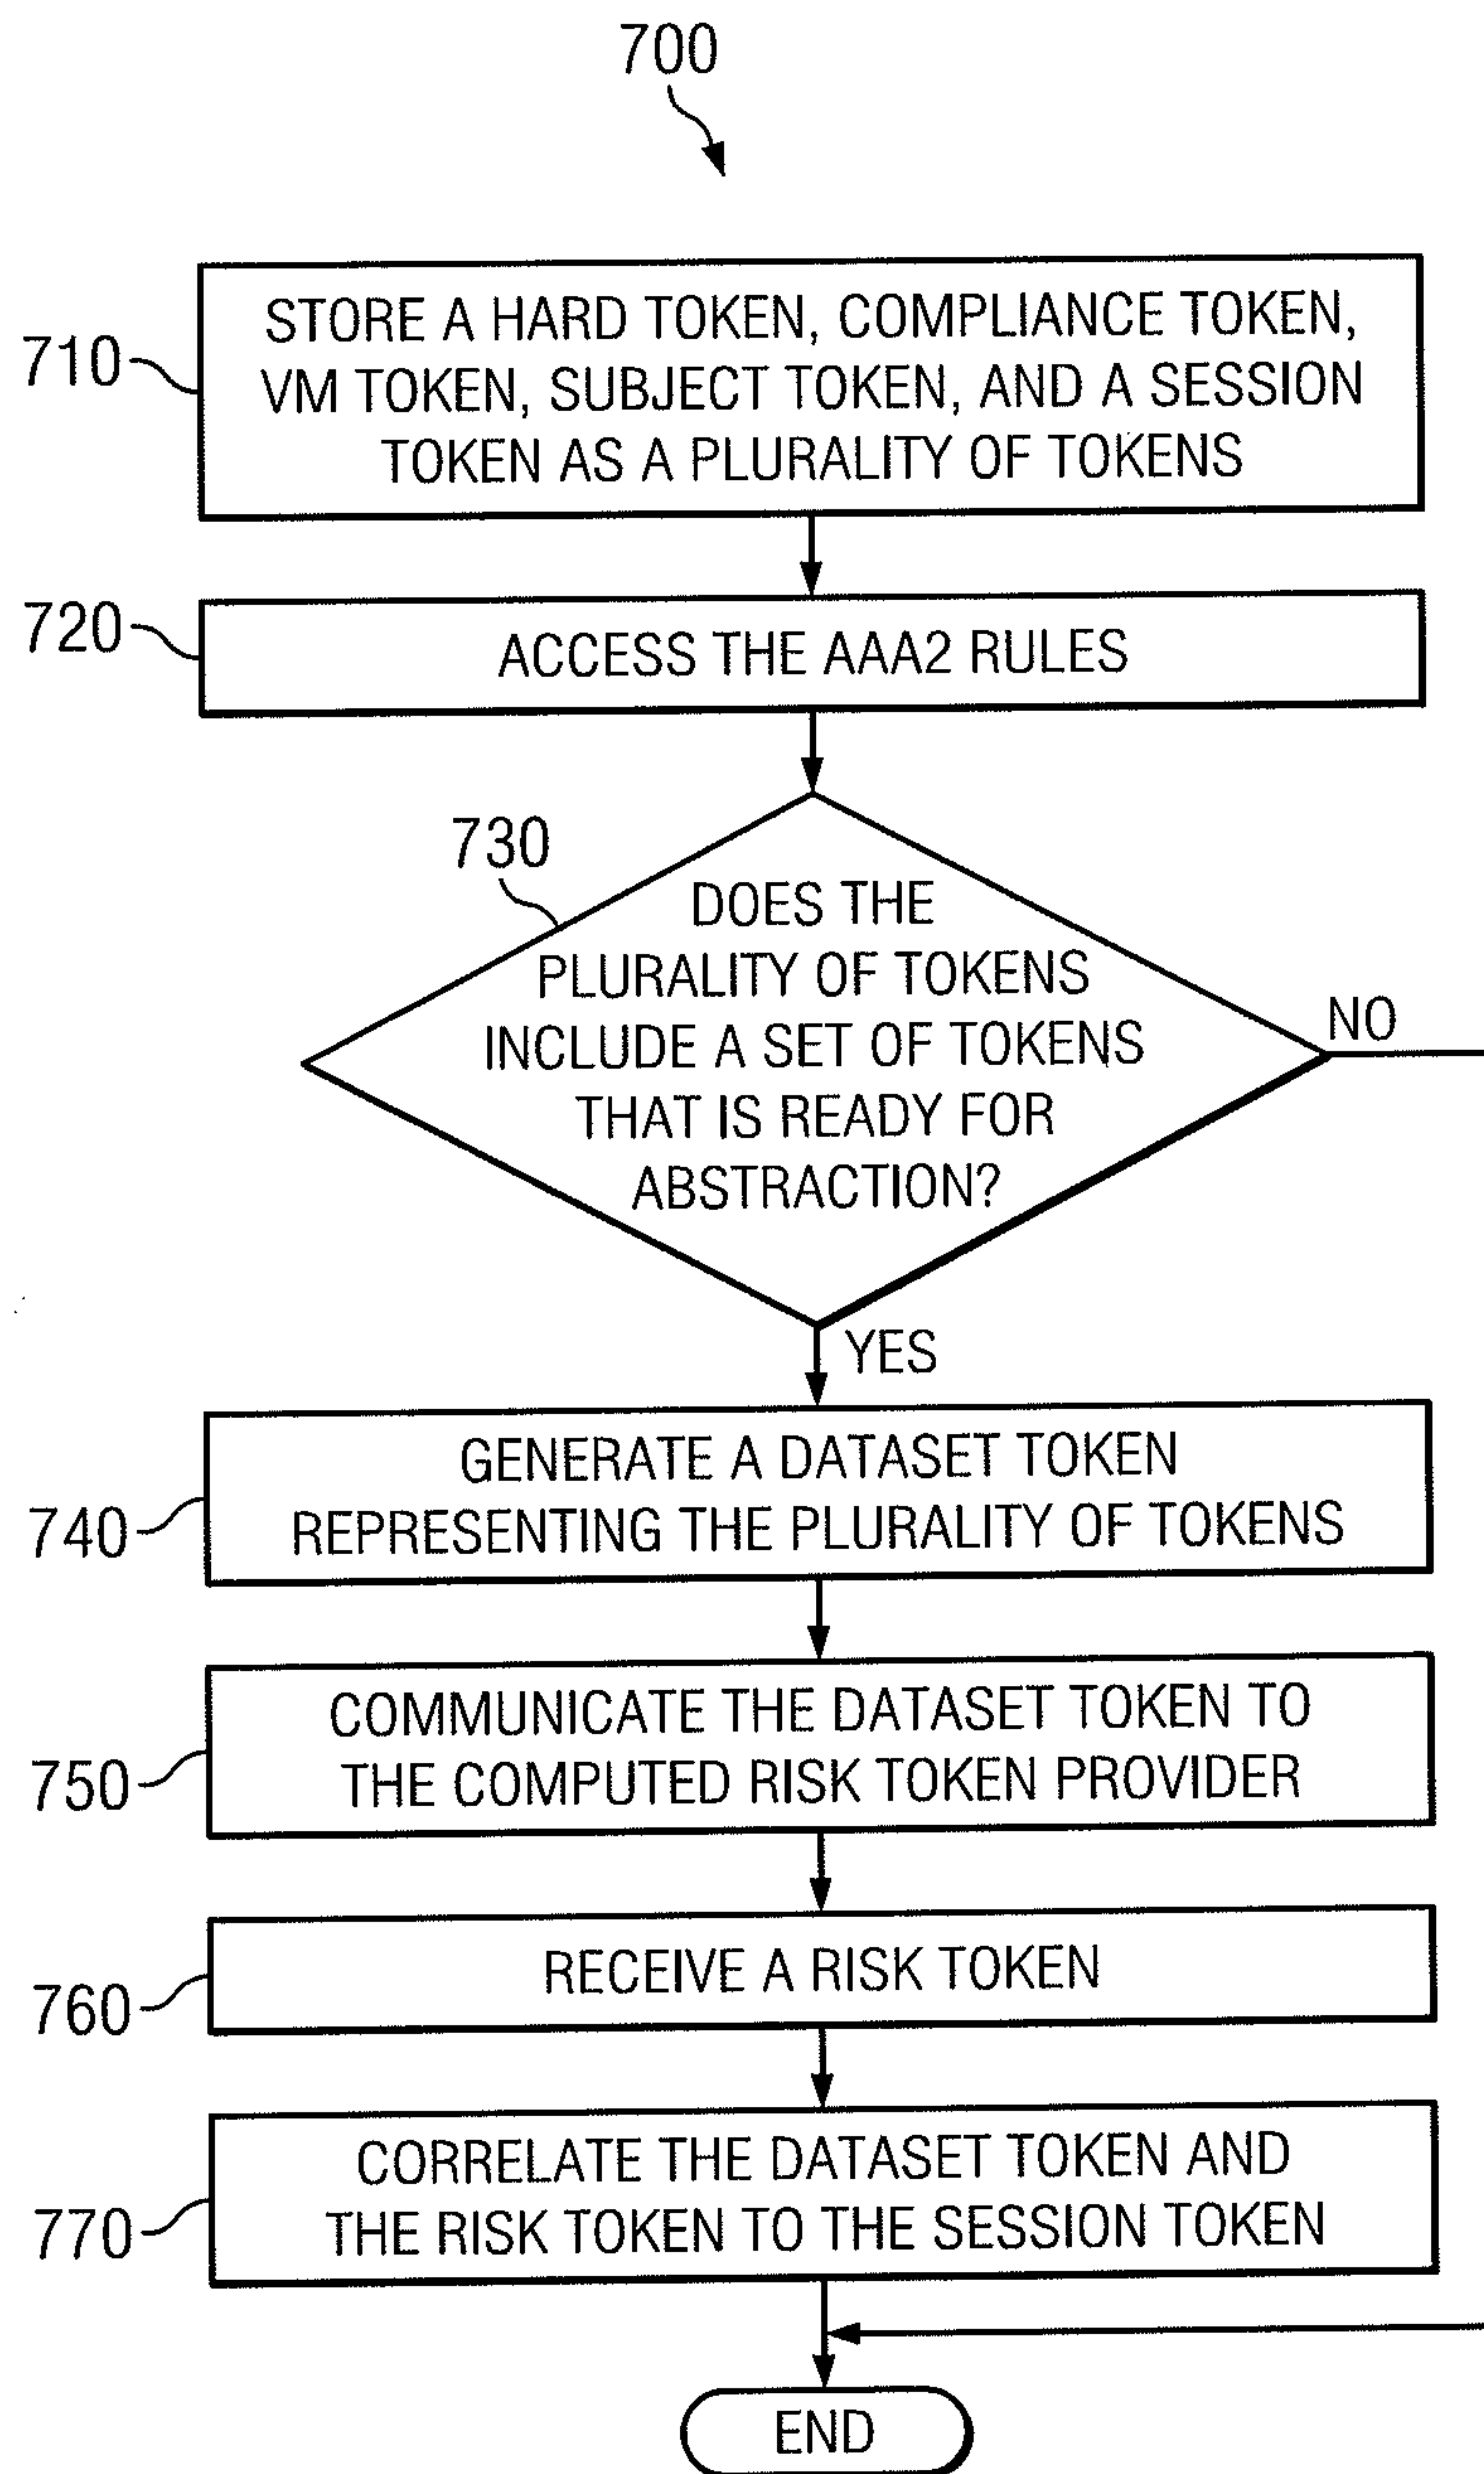 700
710
STORE A HARD TOKEN, COMPLIANCE TOKEN,
VM TOKEN, SUBJECT TOKEN, AND A SESSION
TOKEN AS A PLURALITY OF TOKENS
720
ACCESS THE AAA2 RULES
730
DOES THE
PLURALITY OF TOKENS
INCLUDE A SET OF TOKENS
THAT IS READY FOR
ABSTRACTION?
NO
YES
740
GENERATE A DATASET TOKEN
REPRESENTING THE PLURALITY OF TOKENS
750
COMMUNICATE THE DATASET TOKEN TO
THE COMPUTED RISK TOKEN PROVIDER
760
RECEIVE A RISK TOKEN
770
CORRELATE THE DATASET TOKEN AND
THE RISK TOKEN TO THE SESSION TOKEN
END